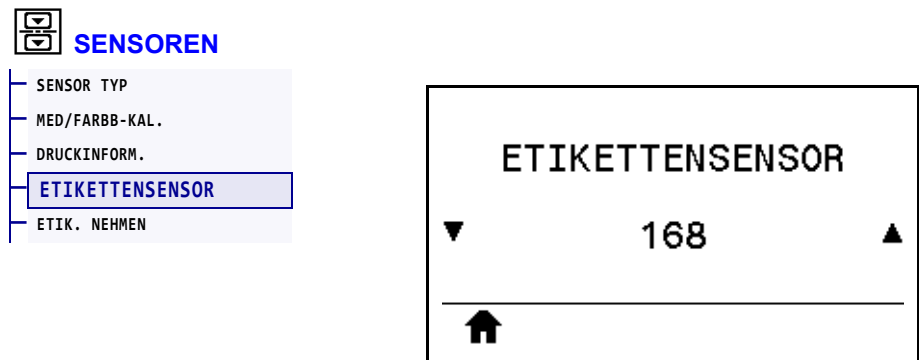 SENSOREN
SENSOR TYP
MED/FARBB-KAL.
DRUCKINFORM.
ETIKETTENSENSOR
ETIK. NEHMEN
ETIKETTENSENSOR
168